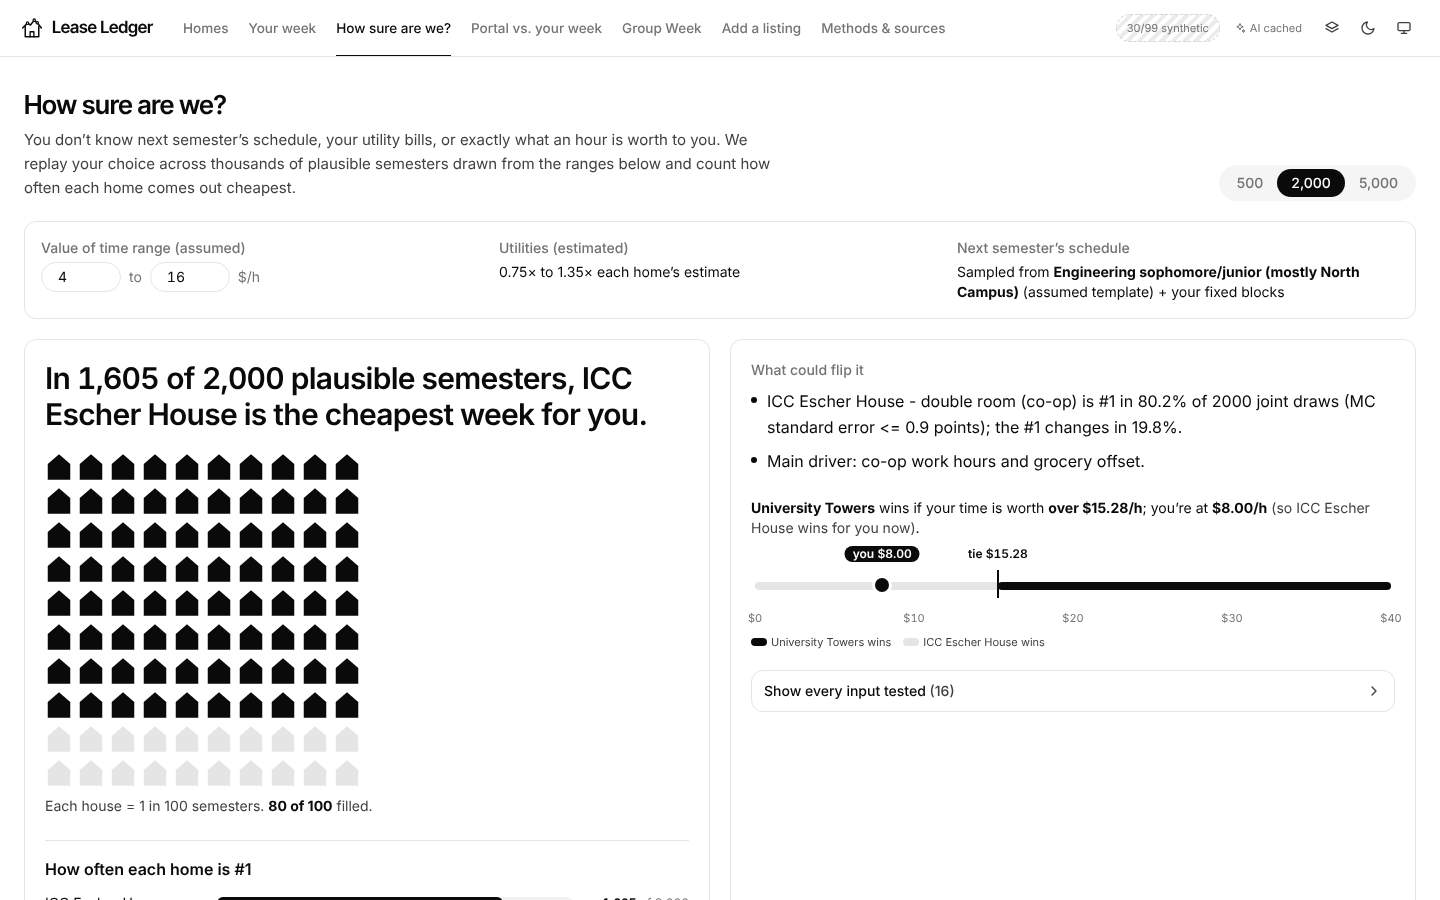 Lease Ledger
Homes
Your week
How sure are we?
Portal vs. your week
Group Week
Add a listing
Methods & sources
30/99 synthetic
AI cached
How sure are we?
You don’t know next semester’s schedule, your utility bills, or exactly what an hour is worth to you. We
replay your choice across thousands of plausible semesters drawn from the ranges below and count how
often each home comes out cheapest.
500
2,000
5,000
Value of time range (assumed)
4 to 16 $/h
Utilities (estimated)
0.75× to 1.35× each home’s estimate
Next semester’s schedule
Sampled from Engineering sophomore/junior (mostly North
Campus) (assumed template) + your fixed blocks
In 1,605 of 2,000 plausible semesters, ICC
Escher House is the cheapest week for you.
Each house = 1 in 100 semesters. 80 of 100 filled.
How often each home is #1
What could flip it
ICC Escher House - double room (co-op) is #1 in 80.2% of 2000 joint draws (MC
standard error <= 0.9 points); the #1 changes in 19.8%.
Main driver: co-op work hours and grocery offset.
University Towers wins if your time is worth over $15.28/h; you’re at $8.00/h (so ICC Escher
House wins for you now).
you $8.00
tie $15.28
$0
$10
$20
$30
$40
University Towers wins
ICC Escher House wins
Show every input tested (16)